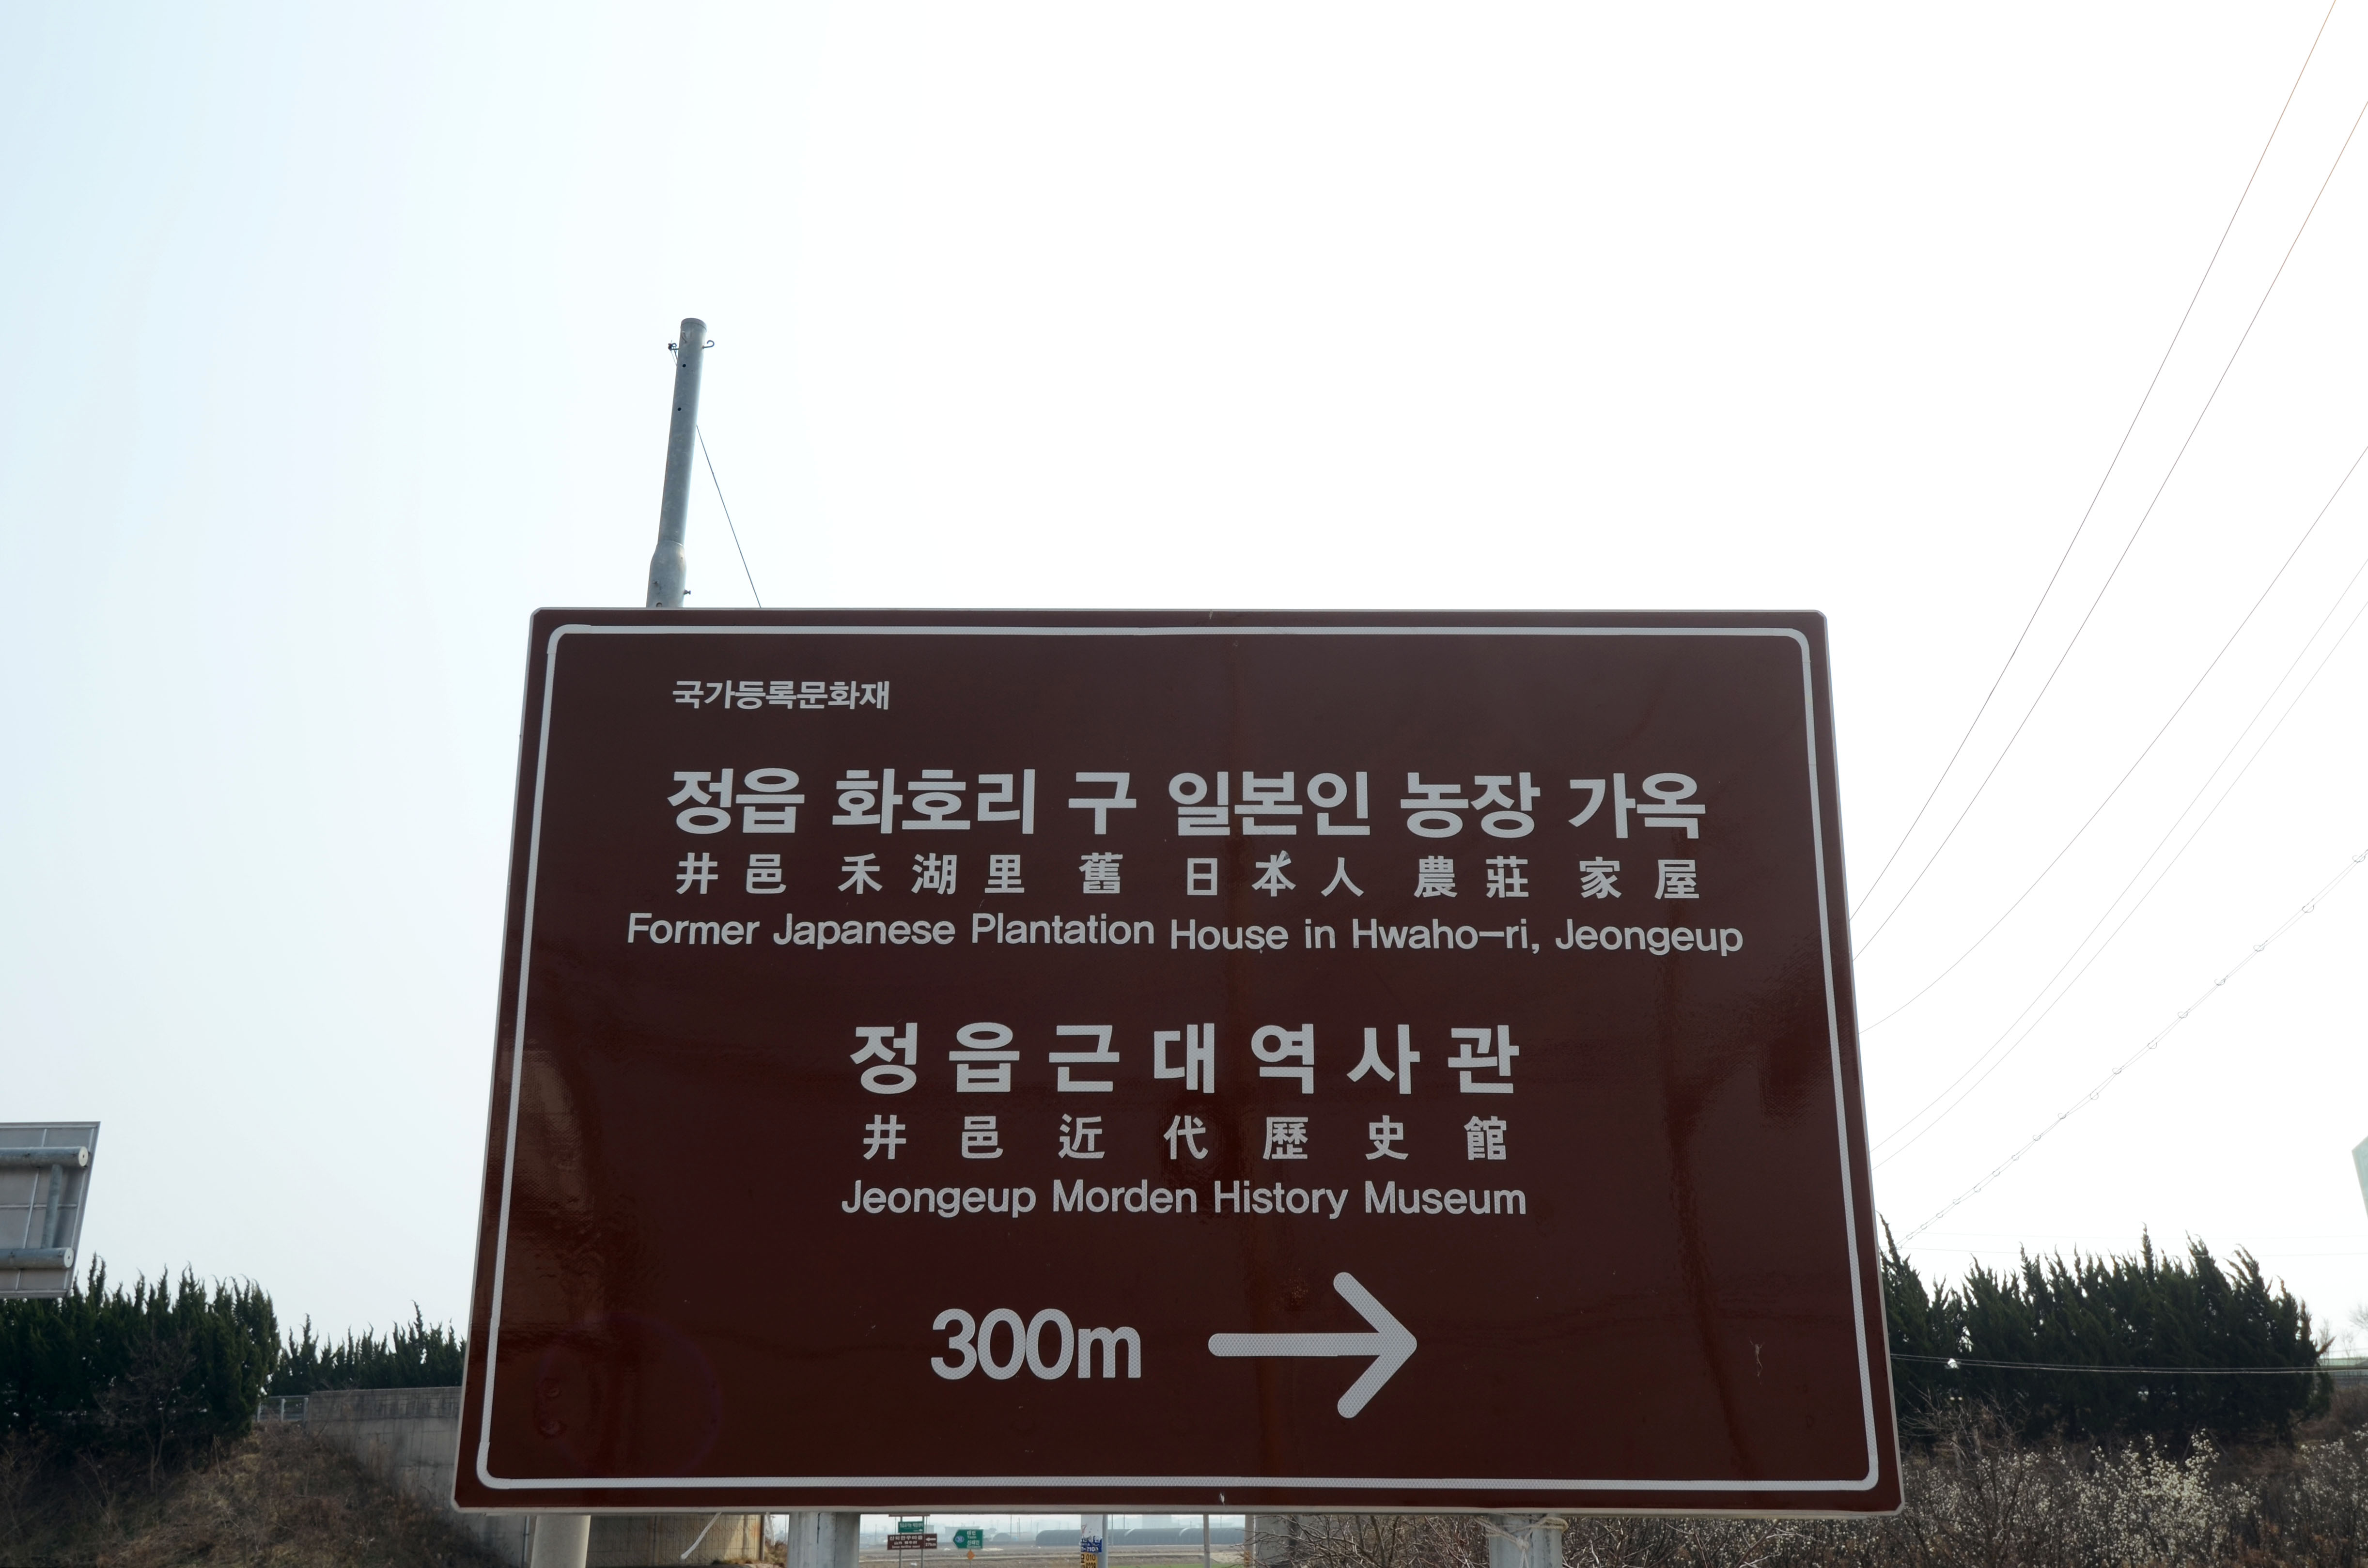 국가등록문화재
정읍 화호리 구 일본인 농장 가옥
井邑 禾湖里 舊 日本人 農莊 家屋
Former Japanese Plantation House in Hwaho-ri, Jeongeup
정읍근대역사관
井邑近代歷史館
Jeongeup Morden History Museum
300m →